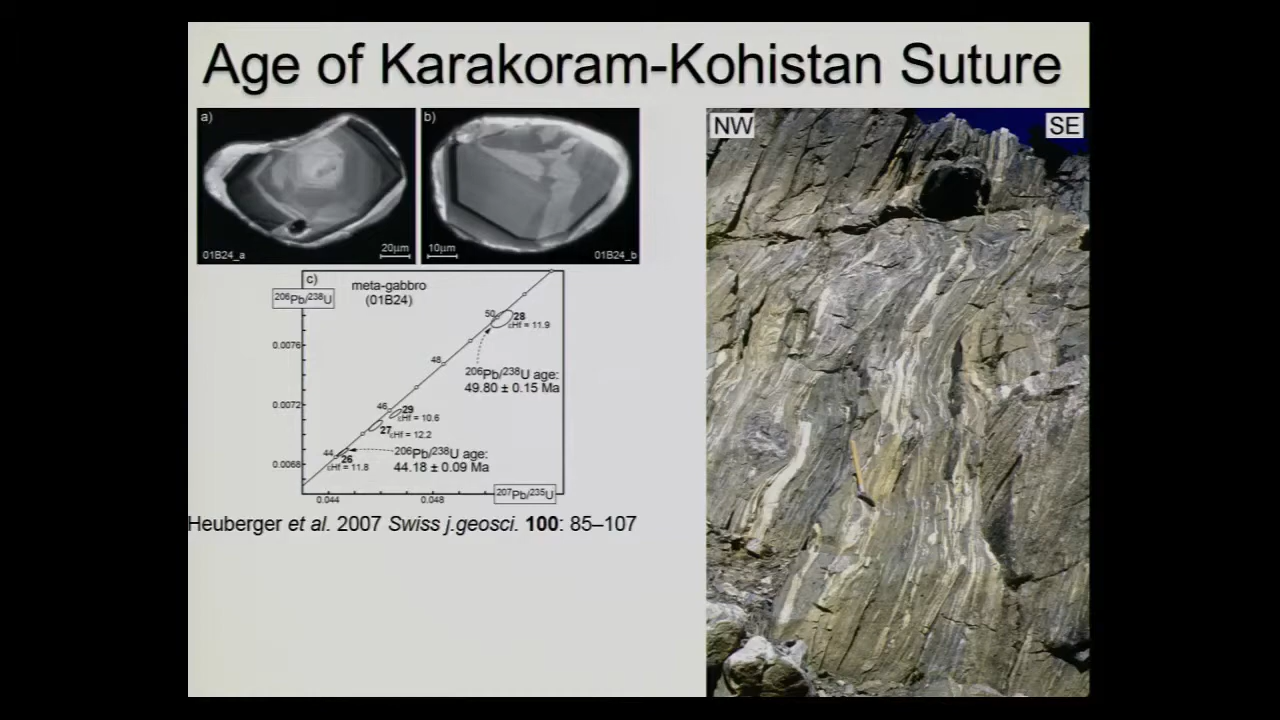 Age of Karakoram-Kohistan Suture
a)
01B24_a
20μm
b)
10μm
01B24_b
NW
SE
c)
meta-gabbro
(01B24)
206Pb/238U
0.0076
0.0072
0.0068
50
28
εHf = 11.9
48
206Pb/238U age:
49.80 ± 0.15 Ma
46
29
εHf = 10.6
27
εHf = 12.2
44
26
εHf = 11.8
206Pb/238U age:
44.18 ± 0.09 Ma
0.044
0.048
207Pb/235U
Heuberger et al. 2007 Swiss j.geosci. 100: 85–107